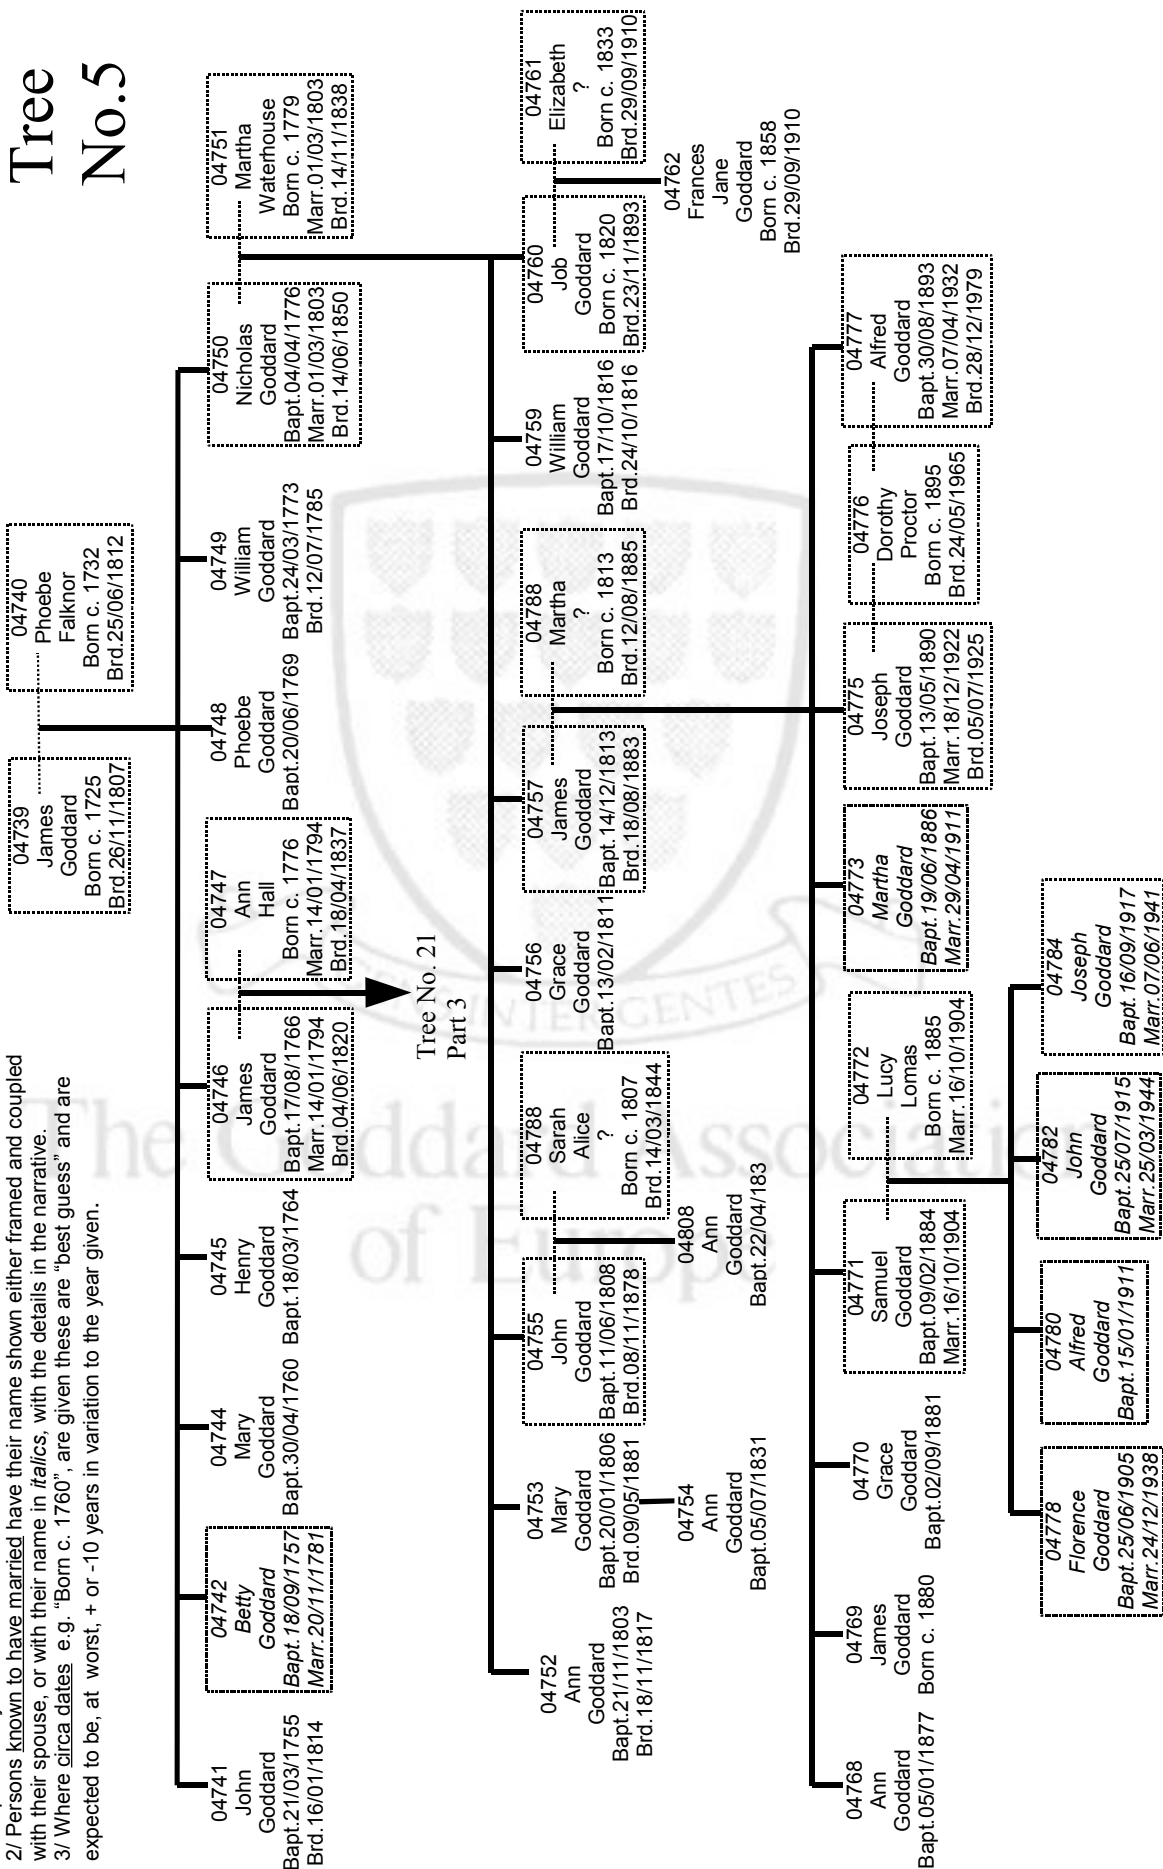 Tree
No.5
2/ Persons known to have married have their name shown either framed and coupled
with their spouse, or with their name in italics, with the details in the narrative.
3/ Where circa dates e.g. “Born c. 1760”, are given these are “best guess” and are
expected to be, at worst, + or -10 years in variation to the year given.
04739
James
Goddard
Born c. 1725
Brd.26/11/1807
04740
Phoebe
Falknor
Born c. 1732
Brd.25/06/1812
04741
John
Goddard
Bapt.21/03/1755
Brd.16/01/1814
04742
Betty
Goddard
Bapt.18/09/1757
Marr.20/11/1781
04744
Mary
Goddard
Bapt.30/04/1760
04745
Henry
Goddard
Bapt.18/03/1764
04746
James
Goddard
Bapt.17/08/1766
Marr.14/01/1794
Brd.04/06/1820
04747
Ann
Hall
Born c. 1776
Marr.14/01/1794
Brd.18/04/1837
Tree No. 21
Part 3
04748
Phoebe
Goddard
Bapt.20/06/1769
04749
William
Goddard
Bapt.24/03/1773
Brd.12/07/1785
04750
Nicholas
Goddard
Bapt.04/04/1776
Marr.01/03/1803
Brd.14/06/1850
04751
Martha
Waterhouse
Born c. 1779
Marr.01/03/1803
Brd.14/11/1838
04752
Ann
Goddard
Bapt.21/11/1803
Brd.18/11/1817
04753
Mary
Goddard
Bapt.20/01/1806
Brd.09/05/1881
04754
Ann
Goddard
Bapt.05/07/1831
04755
John
Goddard
Bapt.11/06/1808
Brd.08/11/1878
04788
Sarah
Alice
?
Born c. 1807
Brd.14/03/1844
04808
Ann
Goddard
Bapt.22/04/183
04756
Grace
Goddard
Bapt.13/02/1811
04757
James
Goddard
Bapt.14/12/1813
Brd.18/08/1883
04788
Martha
?
Born c. 1813
Brd.12/08/1885
04759
William
Goddard
Bapt.17/10/1816
Brd.24/10/1816
04760
Job
Goddard
Born c. 1820
Brd.23/11/1893
04761
Elizabeth
?
Born c. 1833
Brd.29/09/1910
04762
Frances
Jane
Goddard
Born c. 1858
Brd.29/09/1910
04768
Ann
Goddard
Bapt.05/01/1877
04769
James
Goddard
Born c. 1880
04770
Grace
Goddard
Bapt.02/09/1881
04771
Samuel
Goddard
Bapt.09/02/1884
Marr.16/10/1904
04772
Lucy
Lomas
Born c. 1885
Marr.16/10/1904
04773
Martha
Goddard
Bapt.19/06/1886
Marr.29/04/1911
04775
Joseph
Goddard
Bapt.13/05/1890
Marr.18/12/1922
Brd.05/07/1925
04776
Dorothy
Proctor
Born c. 1895
Brd.24/05/1965
04777
Alfred
Goddard
Bapt.30/08/1893
Marr.07/04/1932
Brd.28/12/1979
04778
Florence
Goddard
Bapt.25/06/1905
Marr.24/12/1938
04780
Alfred
Goddard
Bapt.15/01/1911
04782
John
Goddard
Bapt.25/07/1915
Marr.25/03/1944
04784
Joseph
Goddard
Bapt.16/09/1917
Marr.07/06/1941
The Goddard Association
of Europe
INTERGENTES